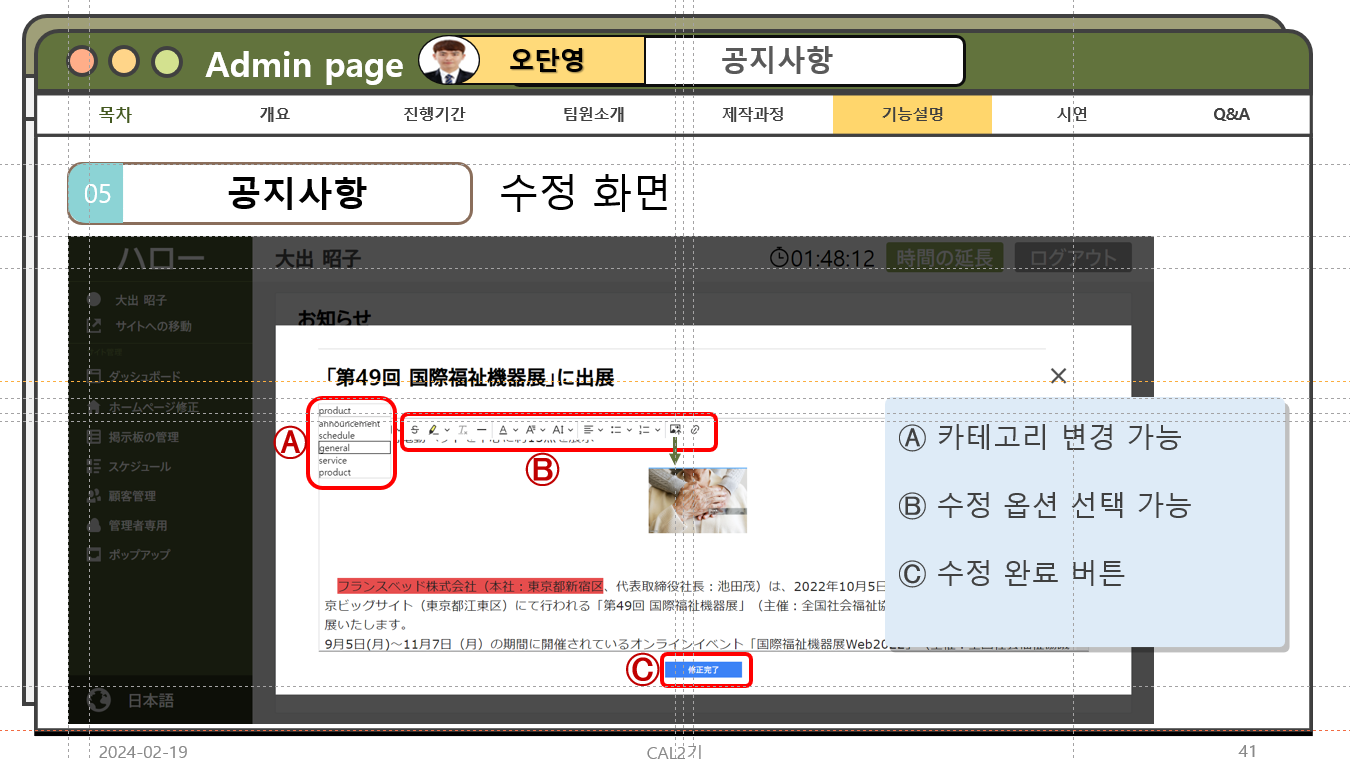 Admin page
오단영
공지사항
목차
개요
진행기간
팀원소개
제작과정
기능설명
시연
Q&A
05
공지사항
수정 화면
ハロー
大出 昭子
01:48:12
時間の延長
ログアウト
大出 昭子
サイトへの移動
ダッシュボード
ホームページ修正
掲示板の管理
スケジュール
顧客管理
管理者専用
ポップアップ
日本語
お知らせ
「第49回 国際福祉機器展」に出展
product
announcement
schedule
general
service
product
Ⓐ
Ⓑ
フランスベッド株式会社（本社：東京都新宿区、代表取締役社長：池田茂）は、2022年10月5日
京ビッグサイト（東京都江東区）にて行われる「第49回 国際福祉機器展」（主催：全国社会福祉協
展いたします。
9月5日(月)～11月7日（月）の期間に開催されているオンラインイベント「国際福祉機器展Web20
Ⓒ
修正完了
Ⓐ 카테고리 변경 가능
Ⓑ 수정 옵션 선택 가능
Ⓒ 수정 완료 버튼
2024-02-19
CAL2기
41